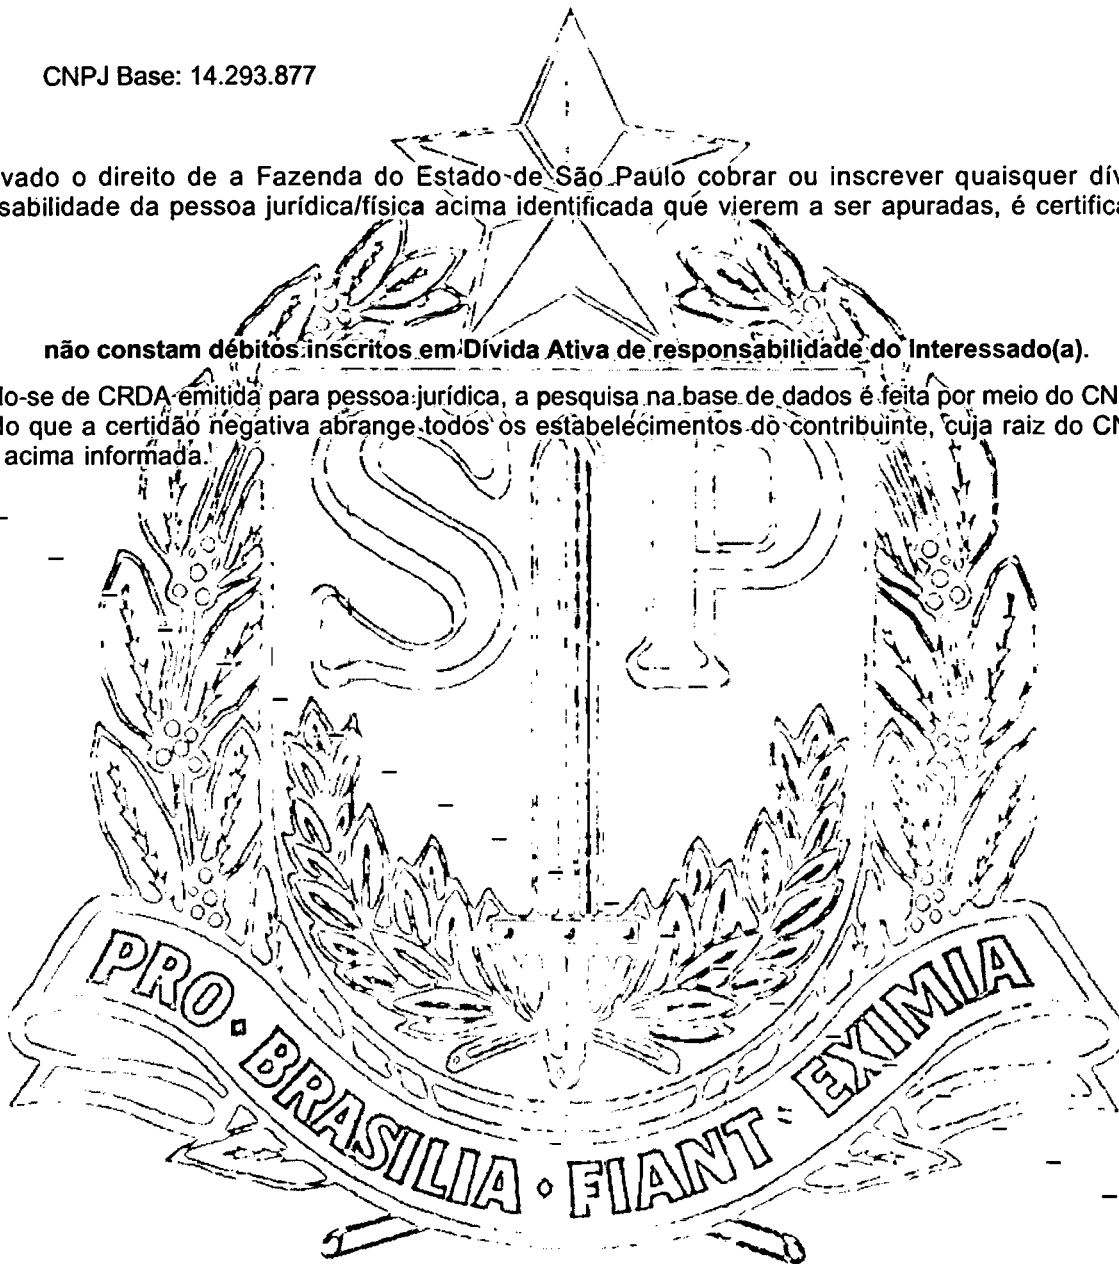 CNPJ Base: 14.293.877
vado o direito de a Fazenda do Estado de São Paulo cobrar ou inscrever quaisquer dív
sabilidade da pessoa jurídica/física acima identificada que vierem a ser apuradas, é certifica
não constam débitos inscritos em Dívida Ativa de responsabilidade do Interessado(a).
do-se de CRDA emitida para pessoa jurídica, a pesquisa na base de dados é feita por meio do CN
do que a certidão negativa abrange todos os estabelecimentos do contribuinte, cuja raiz do CN
acima informada.
SP
PRO • BRASILIA • FIANT • EXIMIA